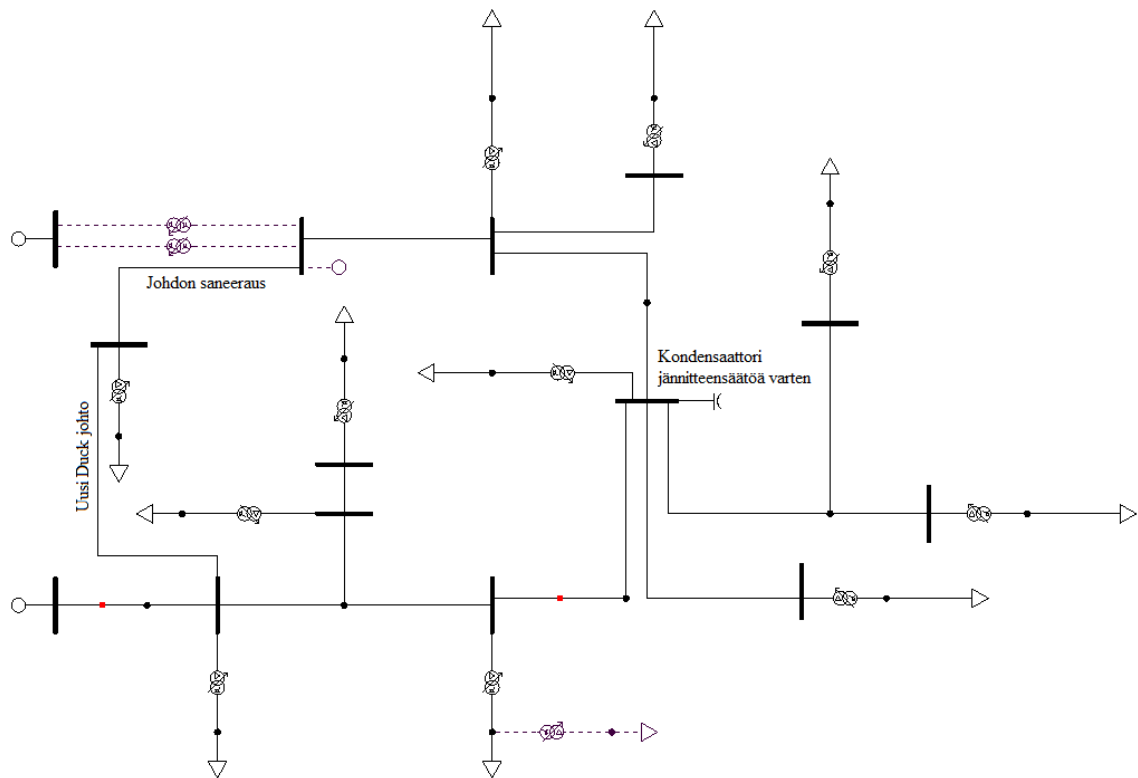 Johdon saneeraus
Kondensaattori
jännitteensäätöä varten
Uusi Duck johto